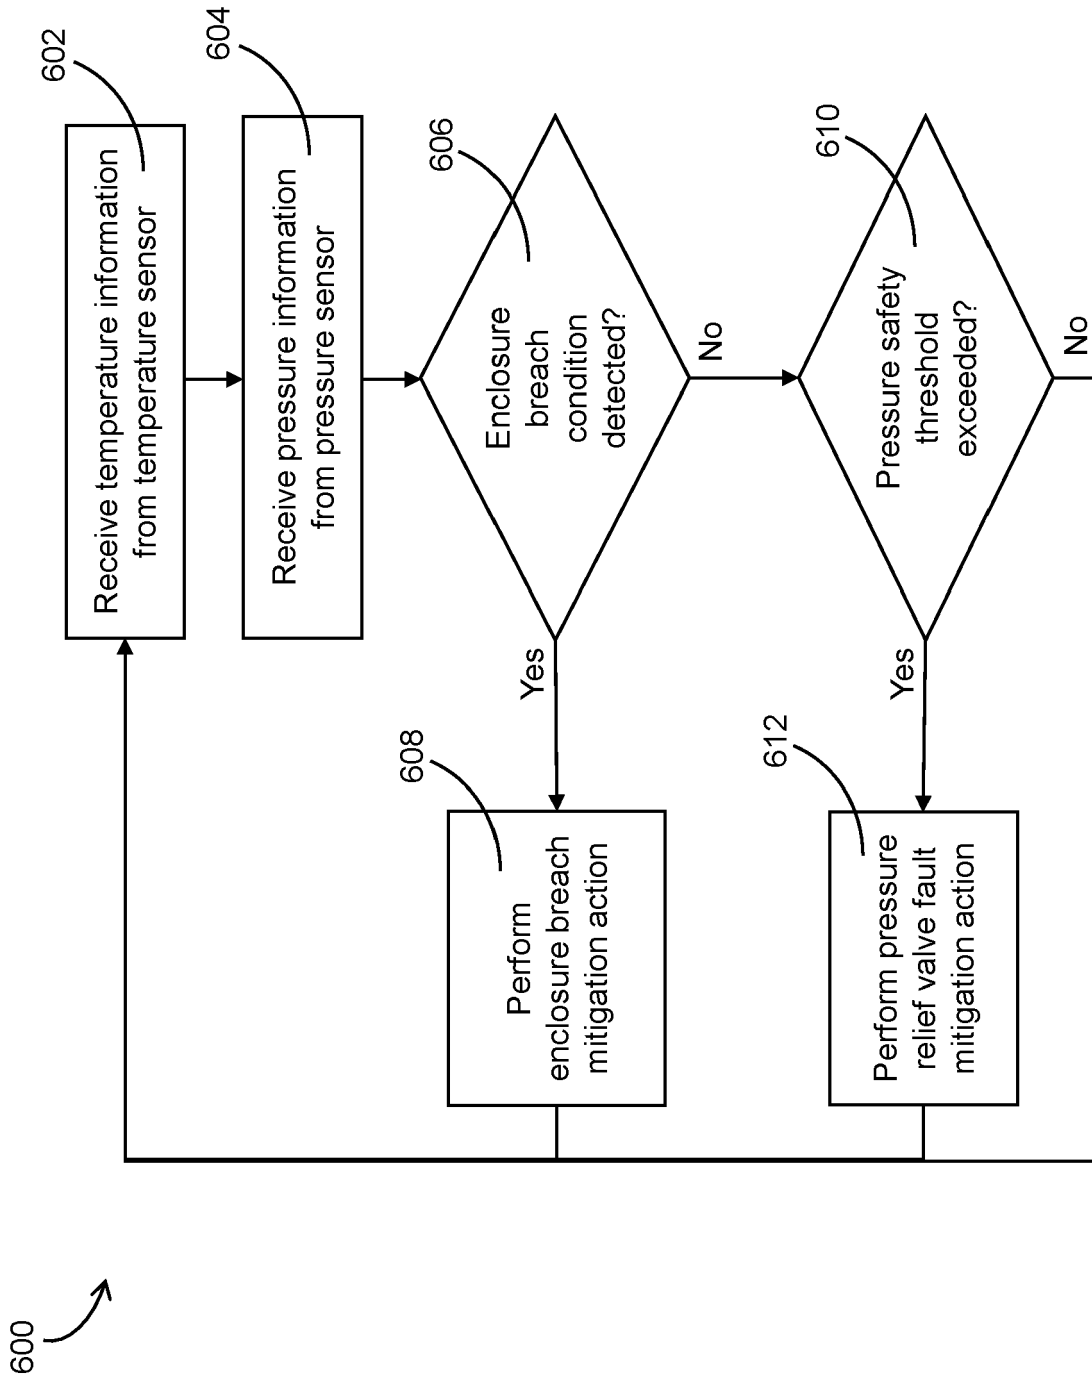 600
602
Receive temperature information
from temperature sensor
604
Receive pressure information
from pressure sensor
606
Enclosure
breach
condition
detected?
Yes
No
608
Perform
enclosure breach
mitigation action
610
Pressure safety
threshold
exceeded?
Yes
No
612
Perform pressure
relief valve fault
mitigation action